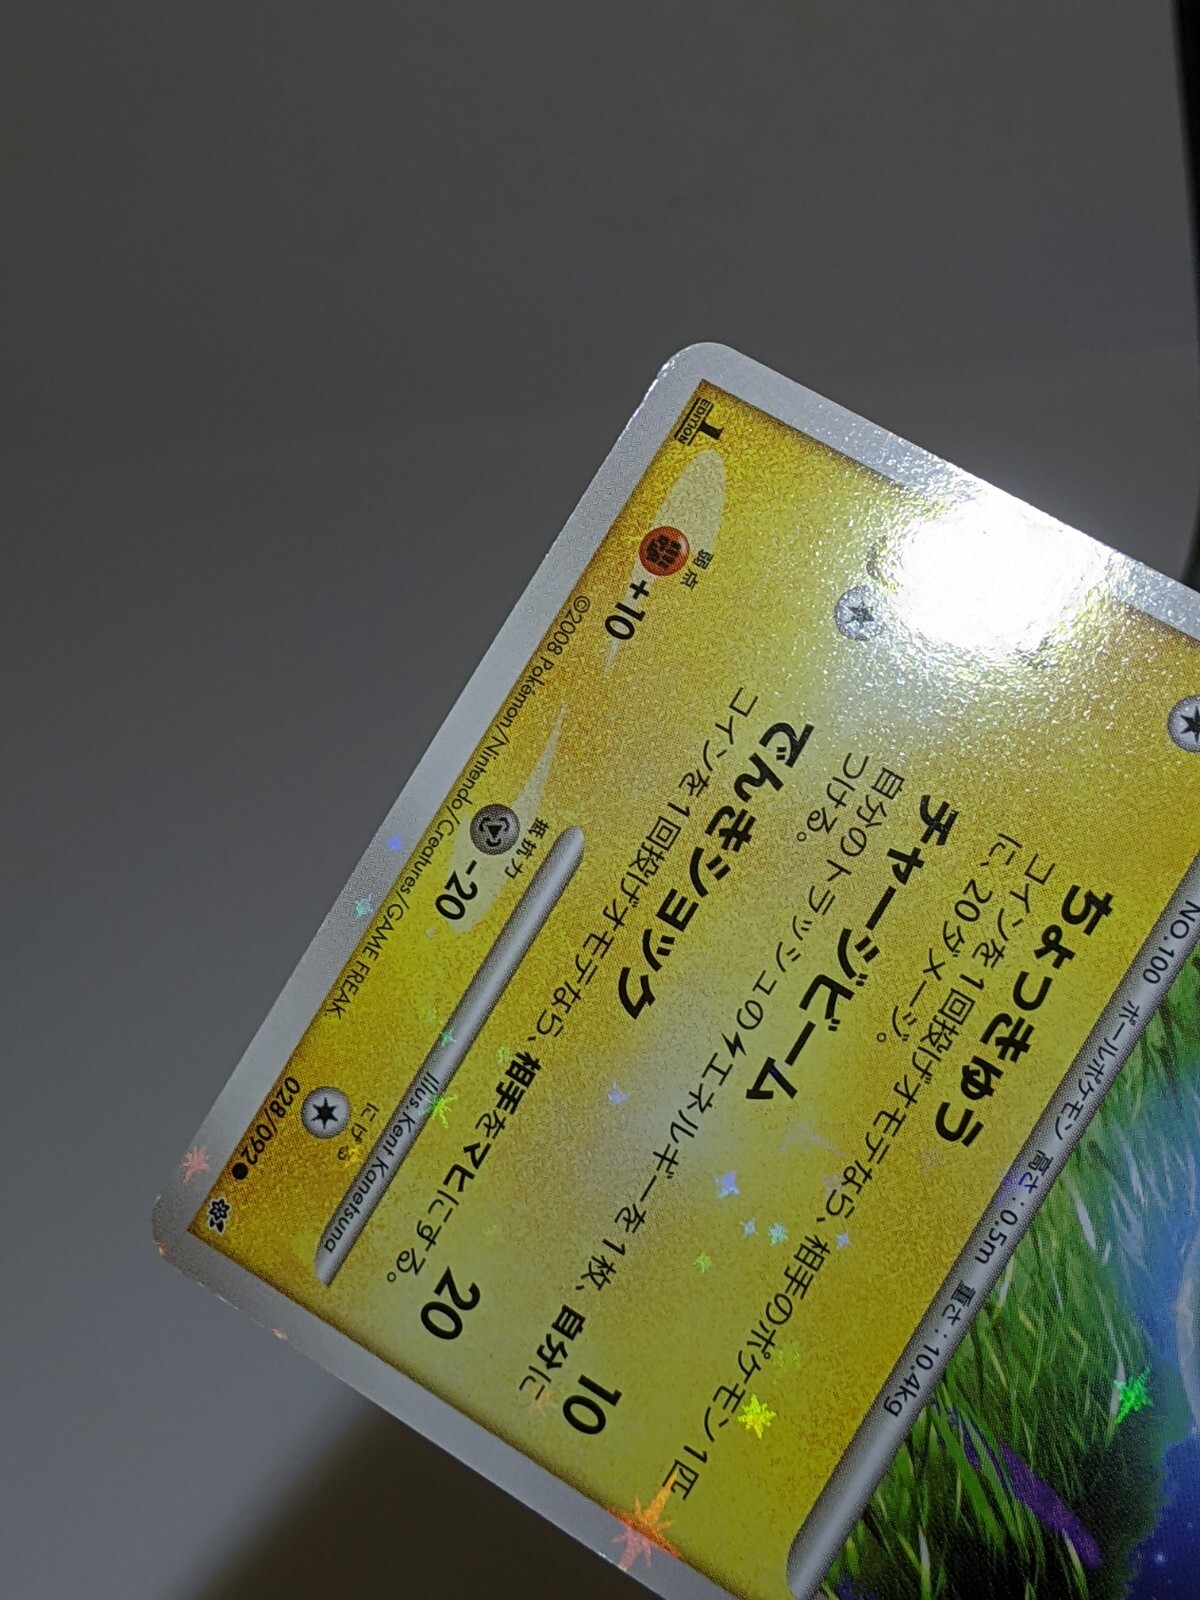 NO.100 ボールポケモン 高さ:0.5m 重さ:10.4kg
ちょっきゅう
コインを1回投げオモテなら、相手のポケモン1匹
に、20ダメージ。
チャージビーム 10
自分のトラッシュのエネルギーを1枚、自分に
つける。
でんきショック 20
コインを1回投げオモテなら、相手をマヒにする。
Illus. Kent Kanetsuna
弱点 +10
抵抗力 -20
にげる
1 EDITION
©2008 Pokémon/Nintendo/Creatures/GAME FREAK
028/092